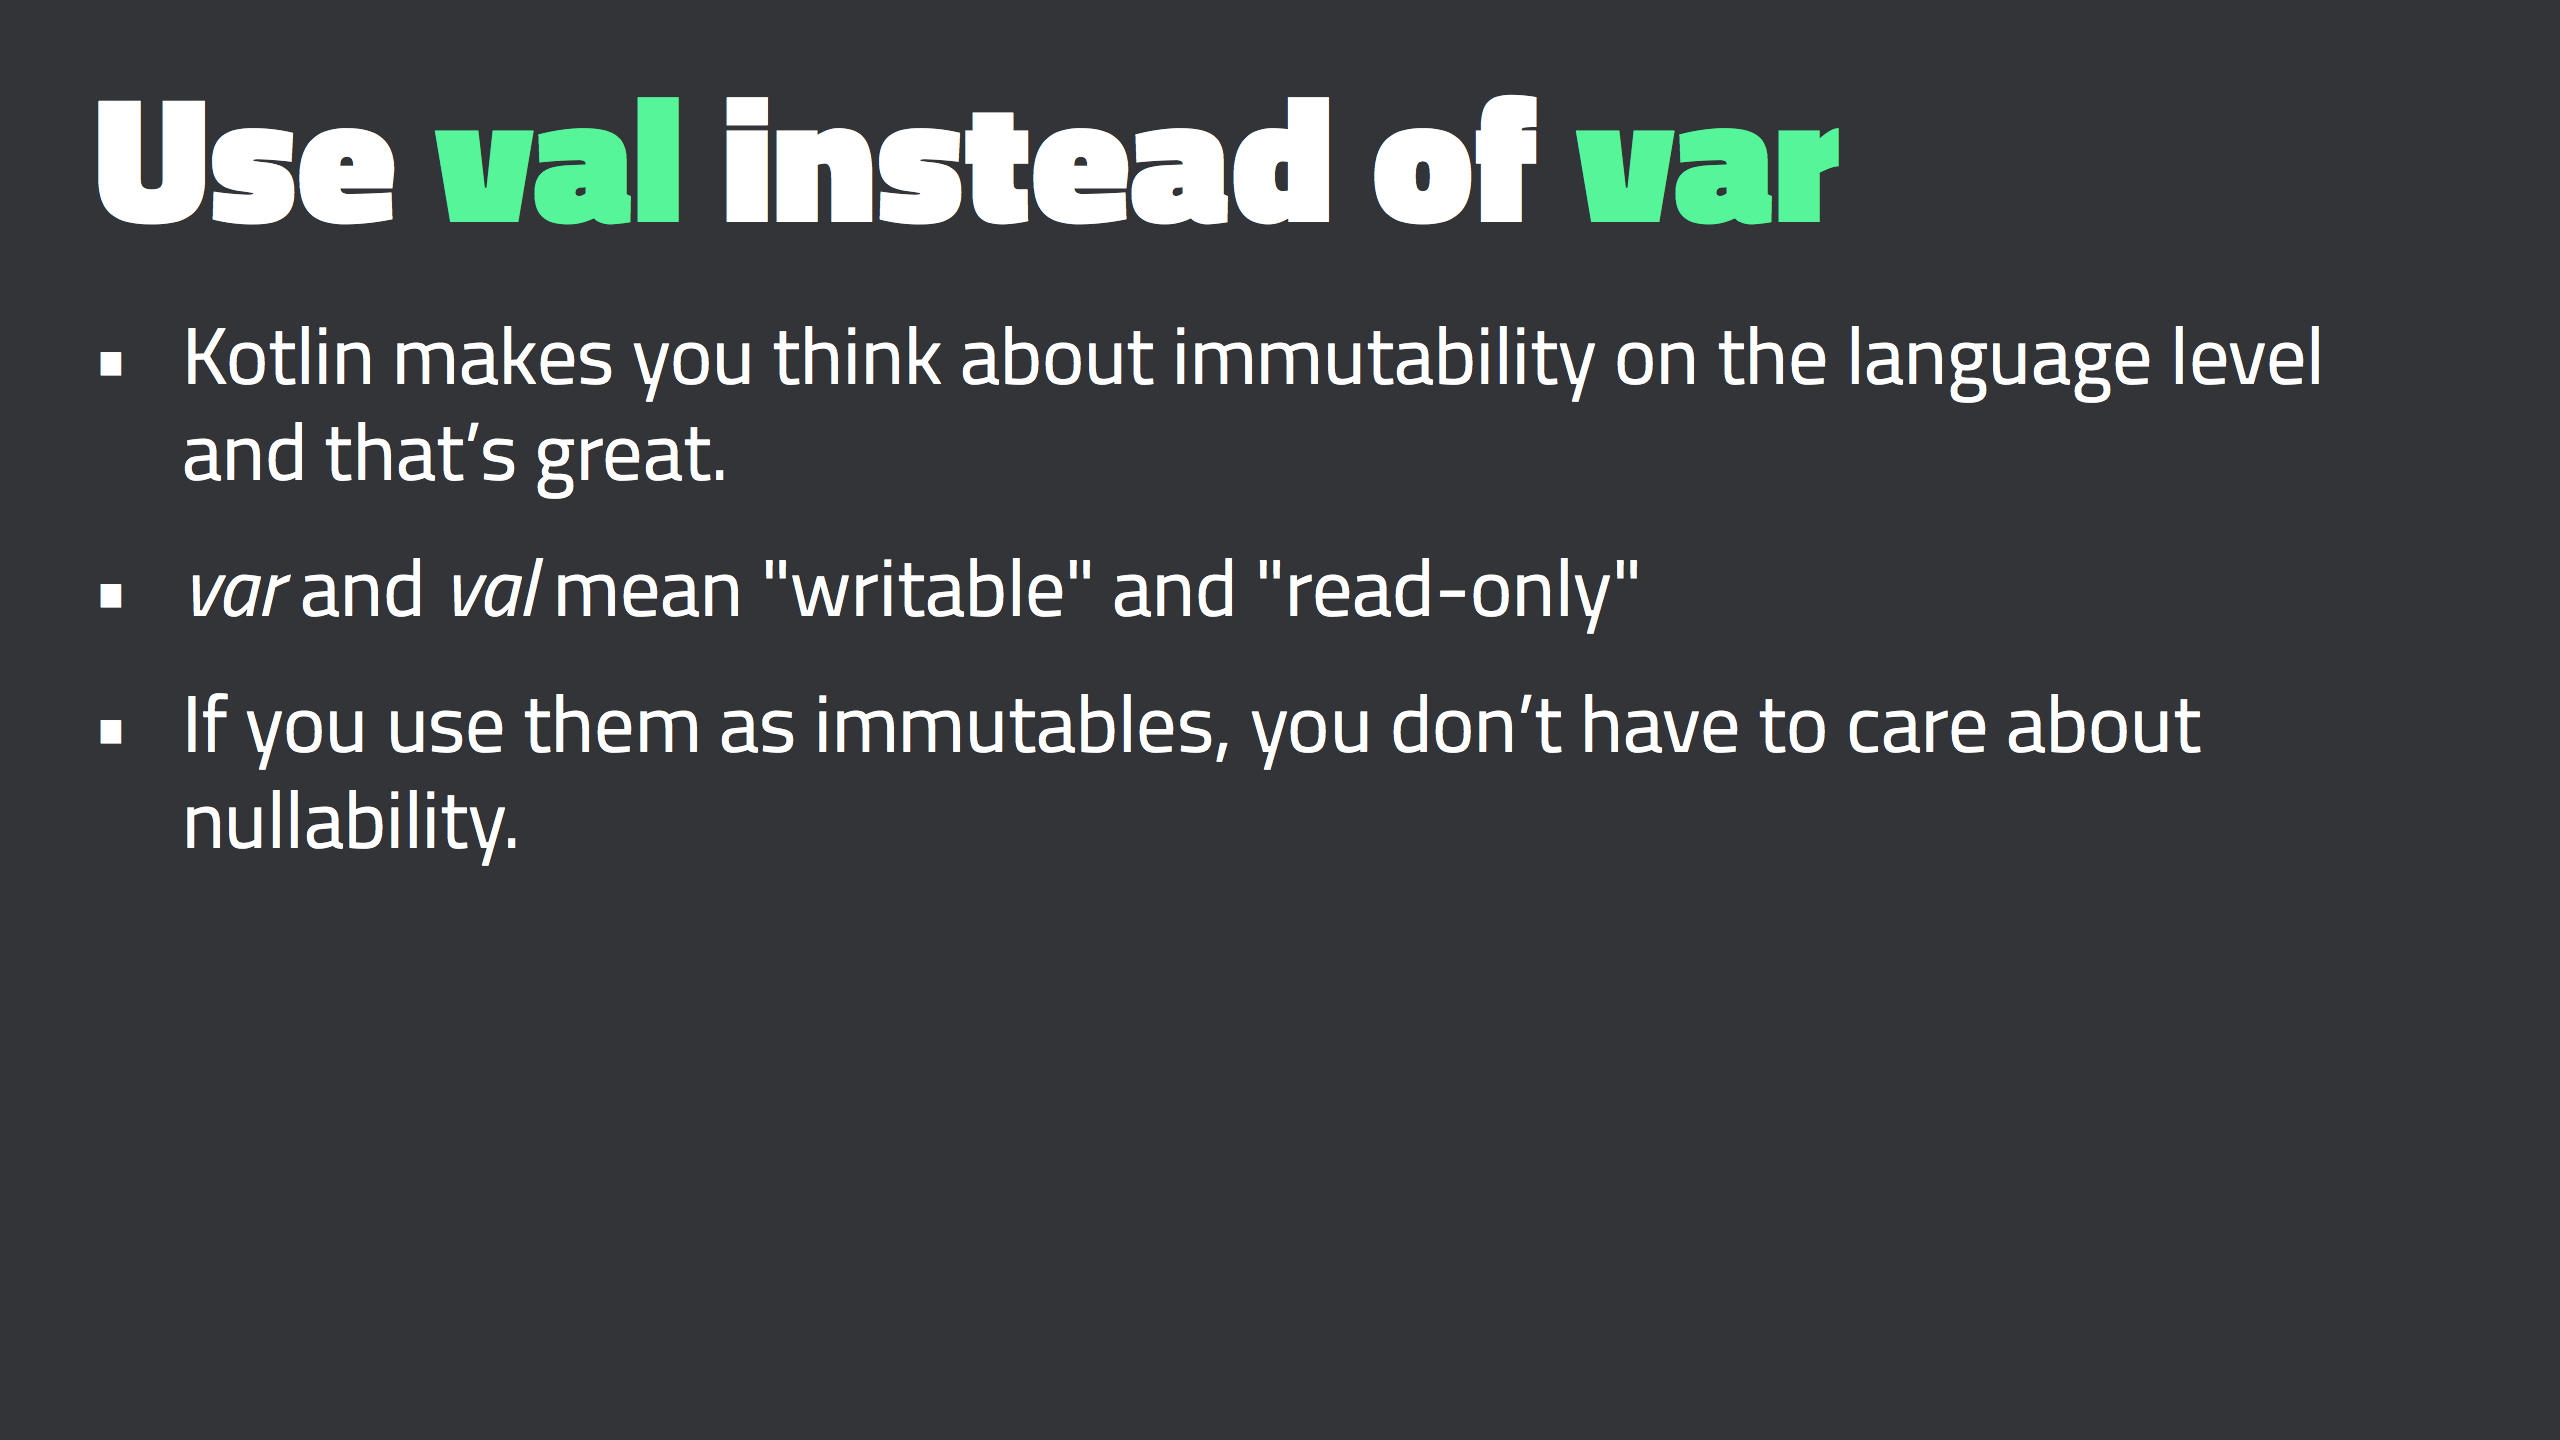 Use val instead of var
▪ Kotlin makes you think about immutability on the language level
and that’s great.
▪ var and val mean "writable" and "read-only"
▪ If you use them as immutables, you don’t have to care about
nullability.